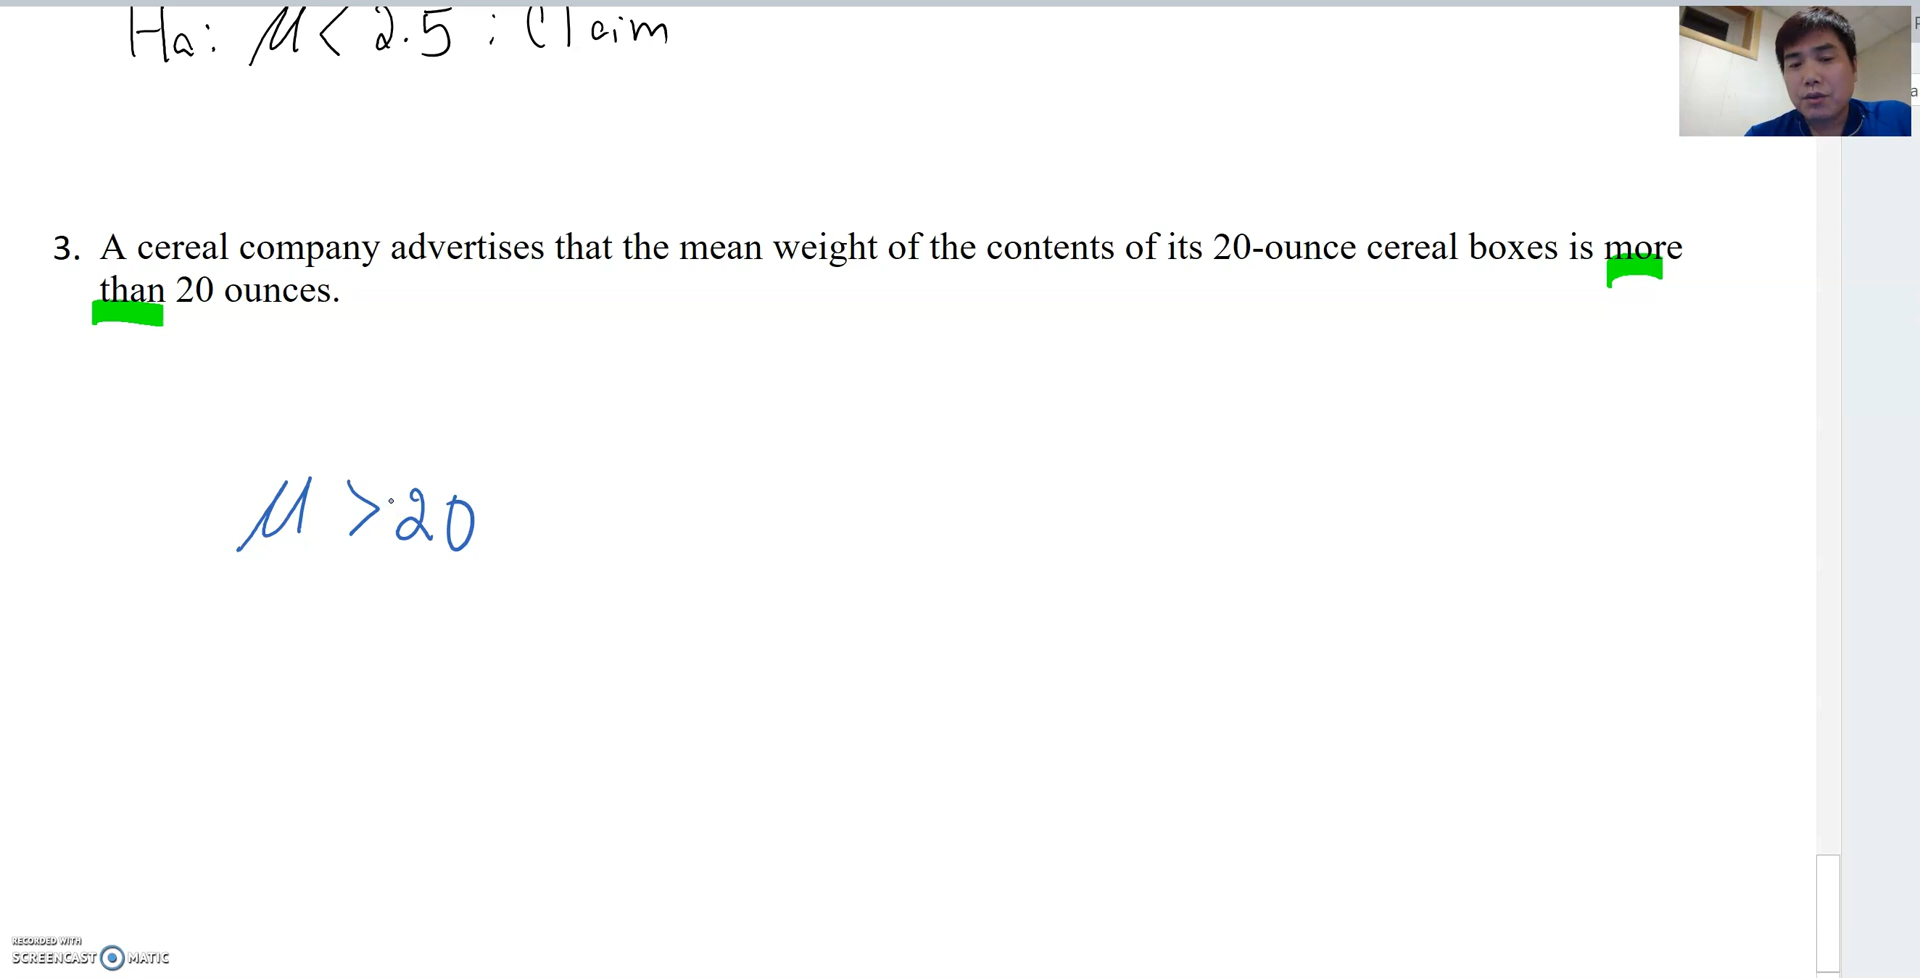 Ha: μ < 2.5 : Claim
3. A cereal company advertises that the mean weight of the contents of its 20-ounce cereal boxes is more
than 20 ounces.
μ > 20
RECORDED WITH
SCREENCAST MATIC